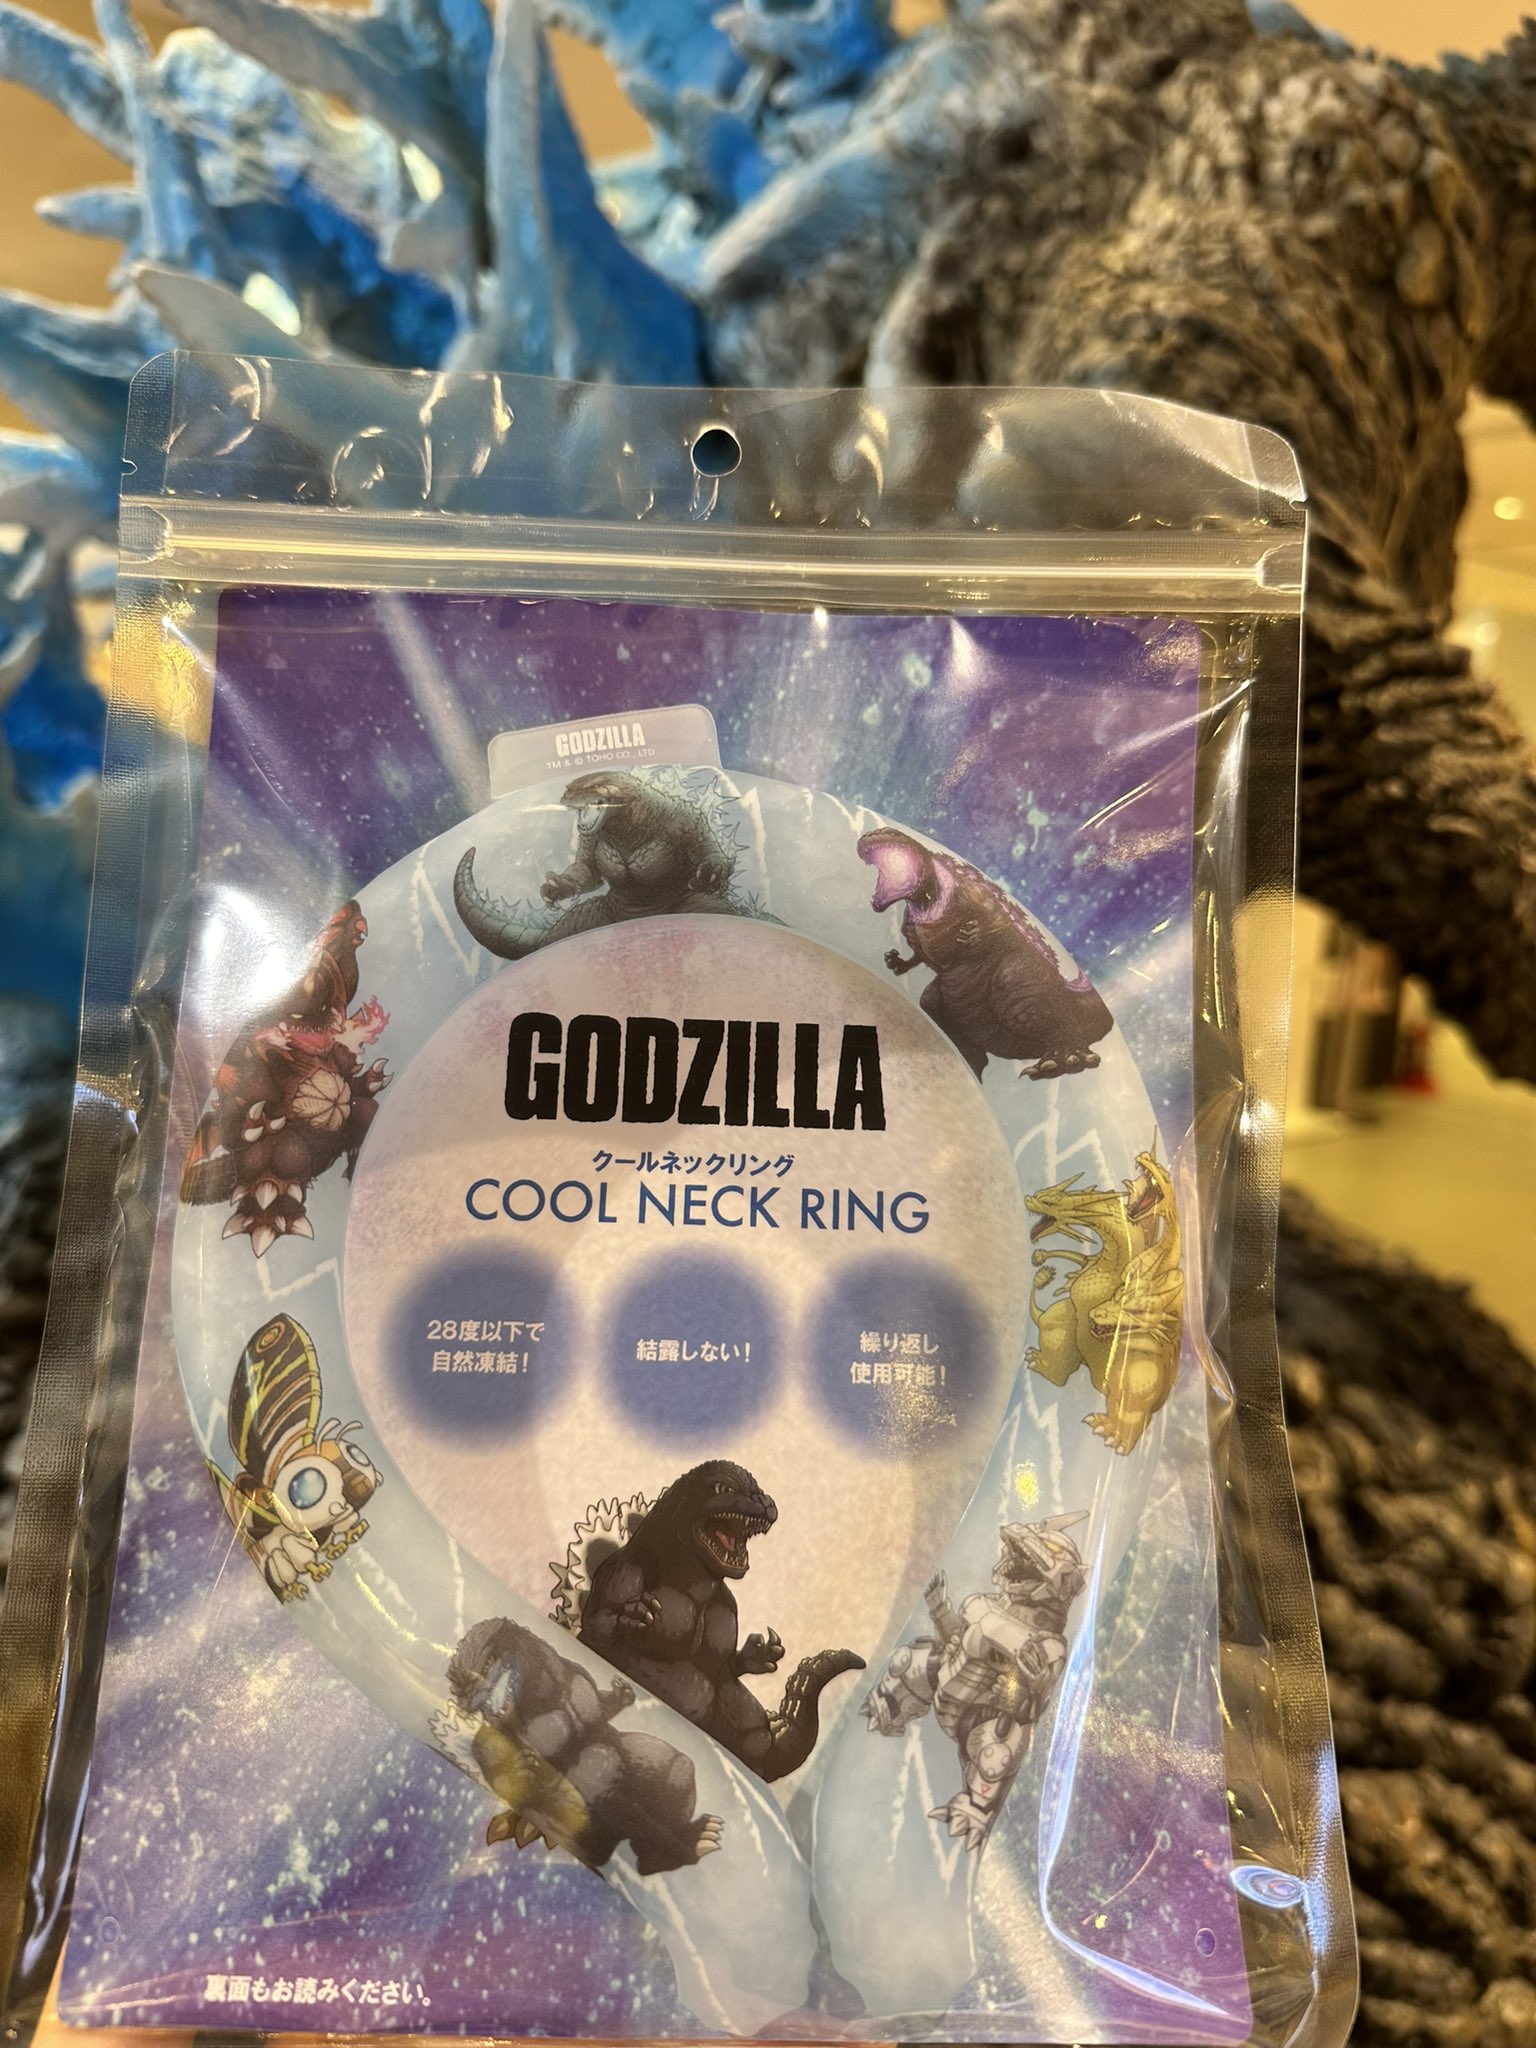 GODZILLA
TM & © TOHO CO., LTD
GODZILLA
クールネックリング
COOL NECK RING
28度以下で
自然凍結!
結露しない!
繰り返し
使用可能!
裏面もお読みください。